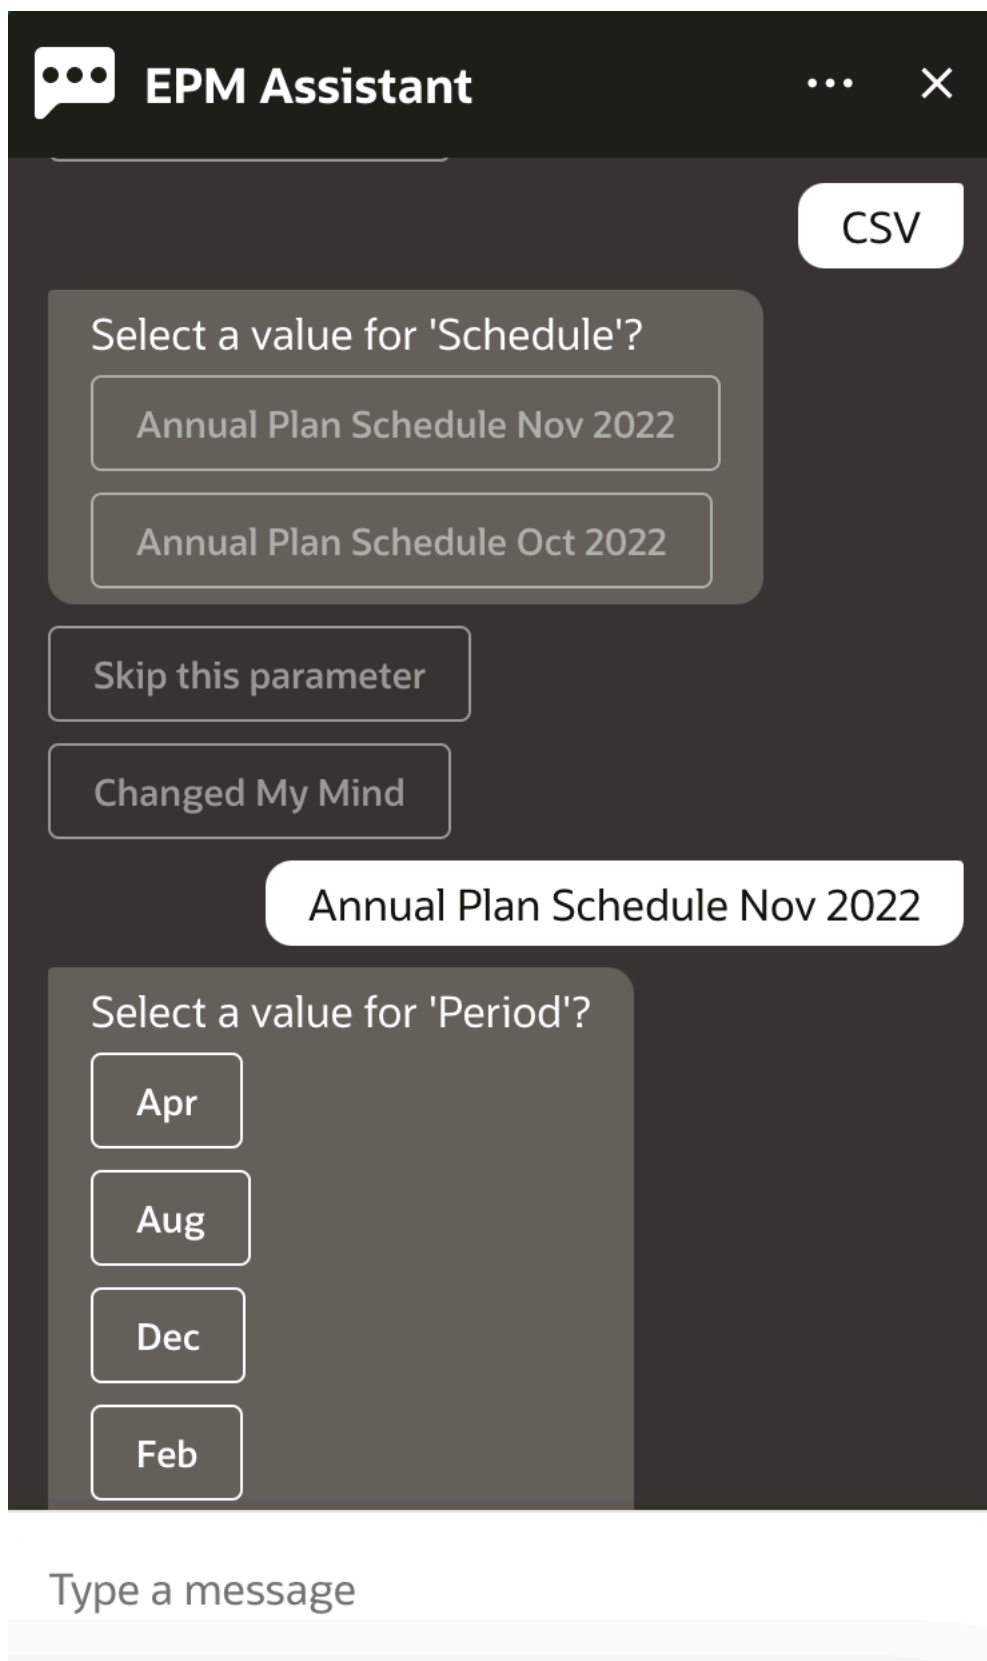 EPM Assistant
CSV
Select a value for 'Schedule'?
Annual Plan Schedule Nov 2022
Annual Plan Schedule Oct 2022
Skip this parameter
Changed My Mind
Annual Plan Schedule Nov 2022
Select a value for 'Period'?
Apr
Aug
Dec
Feb
Type a message